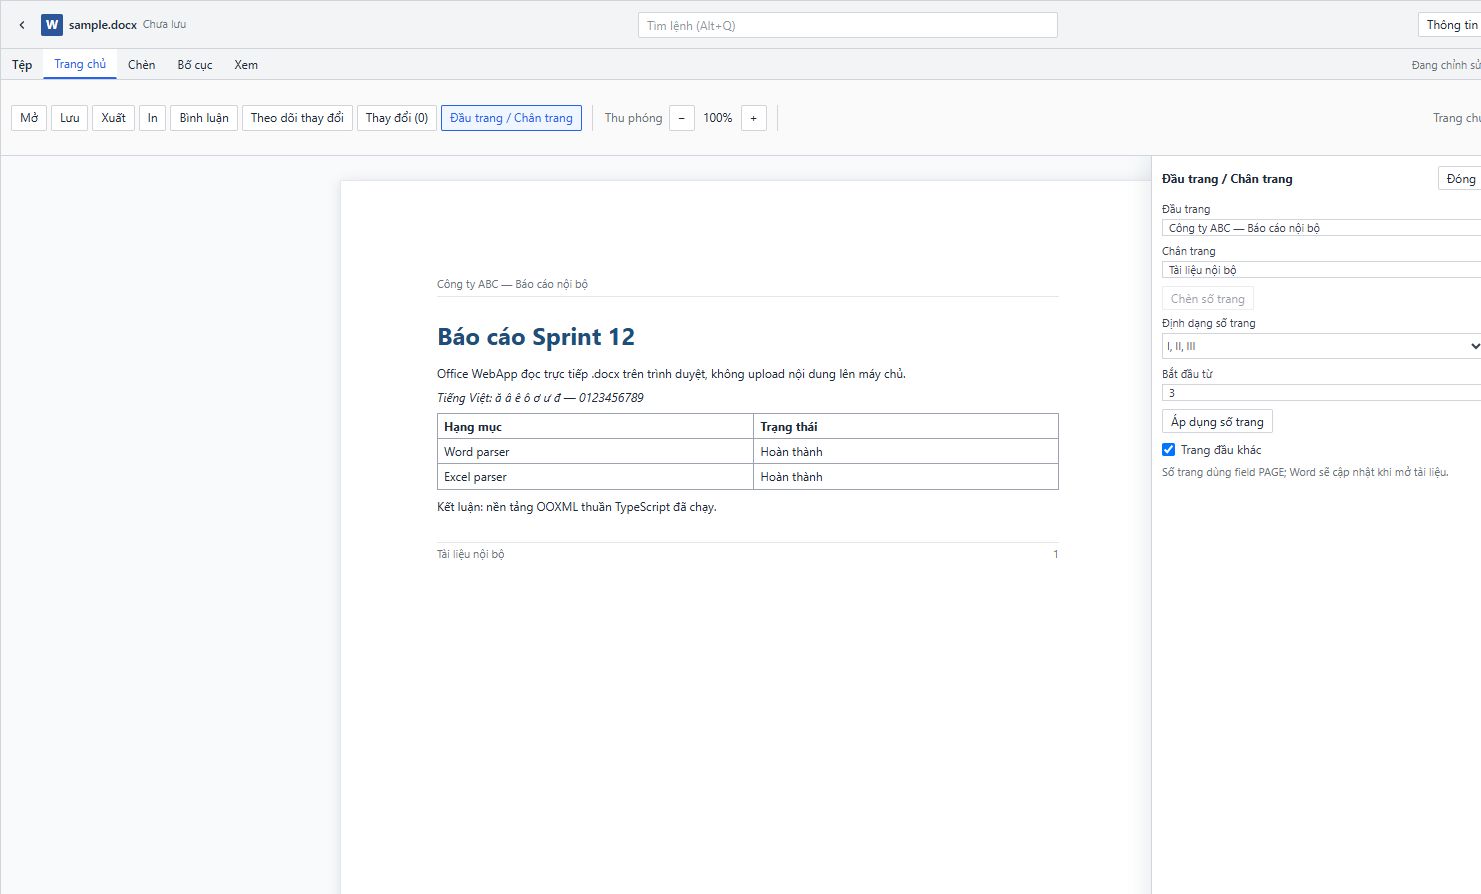 W sample.docx Chưa lưu
Tìm lệnh (Alt+Q)
Thông tin
Tệp Trang chủ Chèn Bố cục Xem
Đang chỉnh sử
Mở Lưu Xuất In Bình luận Theo dõi thay đổi Thay đổi (0) Đầu trang / Chân trang Thu phóng − 100% +
Trang chủ
Đầu trang / Chân trang
Đóng
Đầu trang
Công ty ABC — Báo cáo nội bộ
Chân trang
Tài liệu nội bộ
Chèn số trang
Định dạng số trang
I, II, III
Bắt đầu từ
3
Áp dụng số trang
Trang đầu khác
Số trang dùng field PAGE; Word sẽ cập nhật khi mở tài liệu.
Công ty ABC — Báo cáo nội bộ
Báo cáo Sprint 12
Office WebApp đọc trực tiếp .docx trên trình duyệt, không upload nội dung lên máy chủ.
Tiếng Việt: ă â ê ô ơ ư đ — 0123456789
Hạng mục Trạng thái
Word parser Hoàn thành
Excel parser Hoàn thành
Kết luận: nền tảng OOXML thuần TypeScript đã chạy.
Tài liệu nội bộ 1